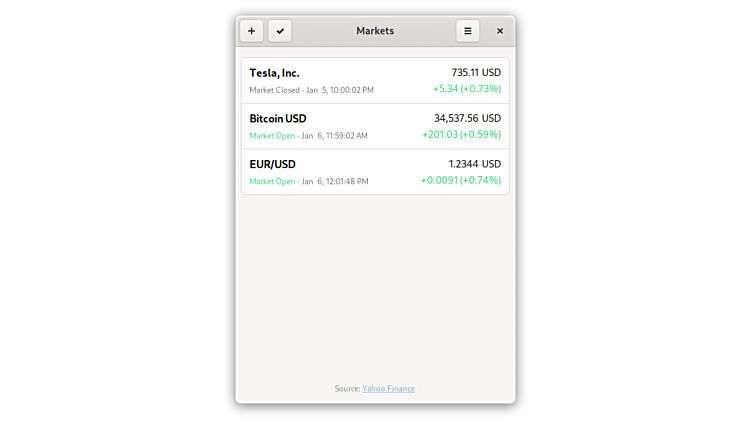 Markets
Tesla, Inc. 735.11 USD
Market Closed - Jan 5, 10:00:02 PM +5.34 (+0.73%)
Bitcoin USD 34,537.56 USD
Market Open - Jan 6, 11:59:02 AM +201.03 (+0.59%)
EUR/USD 1.2344 USD
Market Open - Jan 6, 12:01:48 PM +0.0091 (+0.74%)
Source: Yahoo Finance